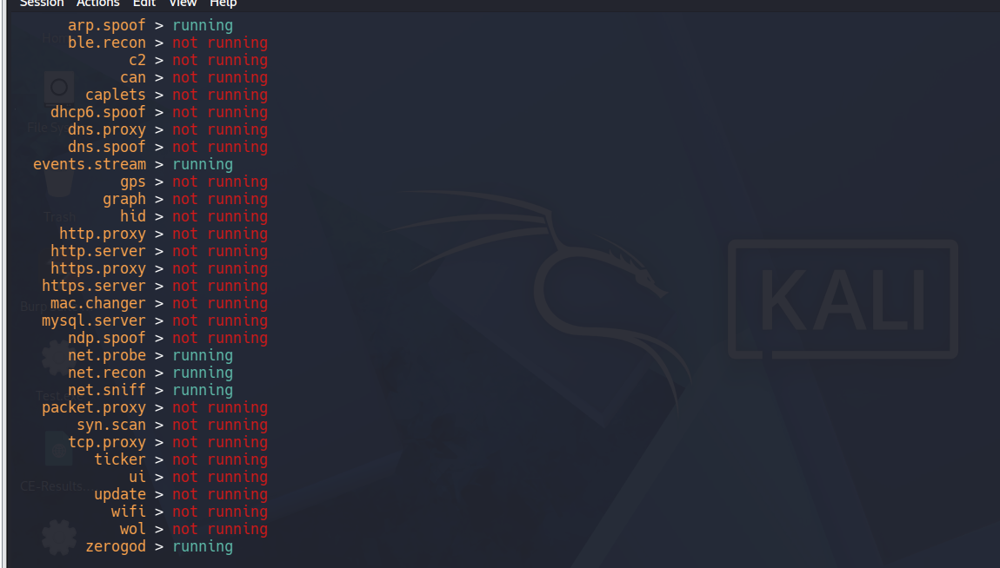 Session Actions Edit View Help
arp.spoof > running
ble.recon > not running
c2 > not running
can > not running
caplets > not running
dhcp6.spoof > not running
dns.proxy > not running
dns.spoof > not running
events.stream > running
gps > not running
graph > not running
hid > not running
http.proxy > not running
http.server > not running
https.proxy > not running
https.server > not running
mac.changer > not running
mysql.server > not running
ndp.spoof > not running
net.probe > running
net.recon > running
net.sniff > running
packet.proxy > not running
syn.scan > not running
tcp.proxy > not running
ticker > not running
ui > not running
update > not running
wifi > not running
wol > not running
zerogod > running
KALI
Trash
CE-Results...